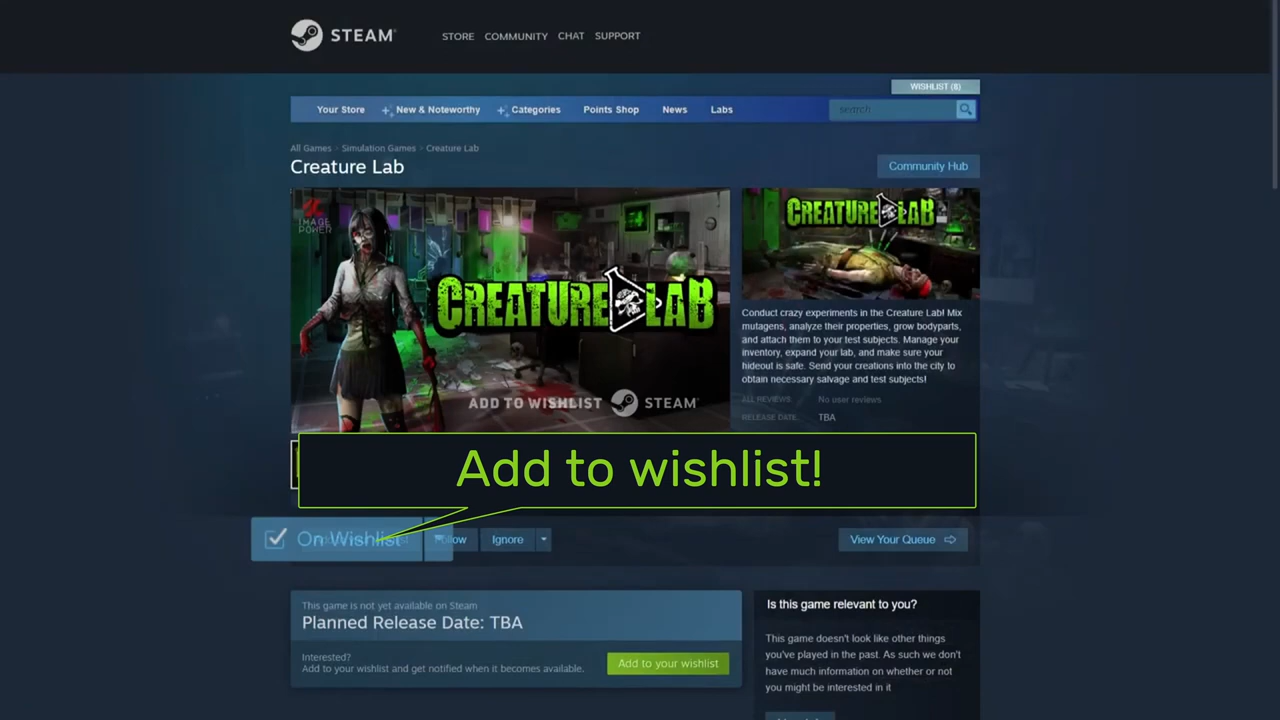 STEAM
STORE COMMUNITY CHAT SUPPORT
WISHLIST (8)
Your Store New & Noteworthy Categories Points Shop News Labs search
All Games > Simulation Games > Creature Lab
Creature Lab
Community Hub
IMAGE
POWER
CREATURE LAB
ADD TO WISHLIST STEAM
CREATURE LAB
Conduct crazy experiments in the Creature Lab! Mix
mutagens, analyze their properties, grow bodyparts,
and attach them to your test subjects. Manage your
inventory, expand your lab, and make sure your
hideout is safe. Send your creations into the city to
obtain necessary salvage and test subjects!
ALL REVIEWS: No user reviews
RELEASE DATE: TBA
Add to wishlist!
On Wishlist Follow Ignore View Your Queue
This game is not yet available on Steam
Planned Release Date: TBA
Interested?
Add to your wishlist and get notified when it becomes available.
Add to your wishlist
Is this game relevant to you?
This game doesn't look like other things
you've played in the past. As such we don't
have much information on whether or not
you might be interested in it